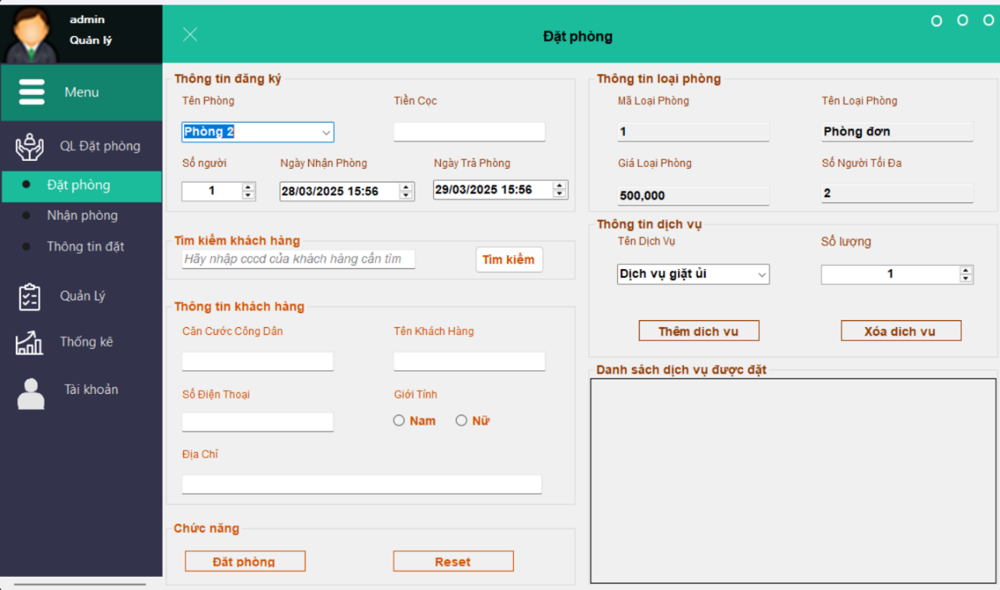 admin
Quản lý
Menu
QL Đặt phòng
Đặt phòng
Nhận phòng
Thông tin đặt
Quản Lý
Thống kê
Tài khoản
Đặt phòng
Thông tin đăng ký
Tên Phòng
Tiền Cọc
Phòng 2
Số người
Ngày Nhận Phòng
Ngày Trả Phòng
1
28/03/2025 15:56
29/03/2025 15:56
Tìm kiếm khách hàng
Hãy nhập cccd của khách hàng cần tìm
Tìm kiếm
Thông tin khách hàng
Căn Cước Công Dân
Tên Khách Hàng
Số Điện Thoại
Giới Tính
Nam
Nữ
Địa Chỉ
Chức năng
Đặt phòng
Reset
Thông tin loại phòng
Mã Loại Phòng
Tên Loại Phòng
1
Phòng đơn
Giá Loại Phòng
Số Người Tối Đa
500,000
2
Thông tin dịch vụ
Tên Dịch Vụ
Số lượng
Dịch vụ giặt ủi
1
Thêm dịch vụ
Xóa dịch vụ
Danh sách dịch vụ được đặt